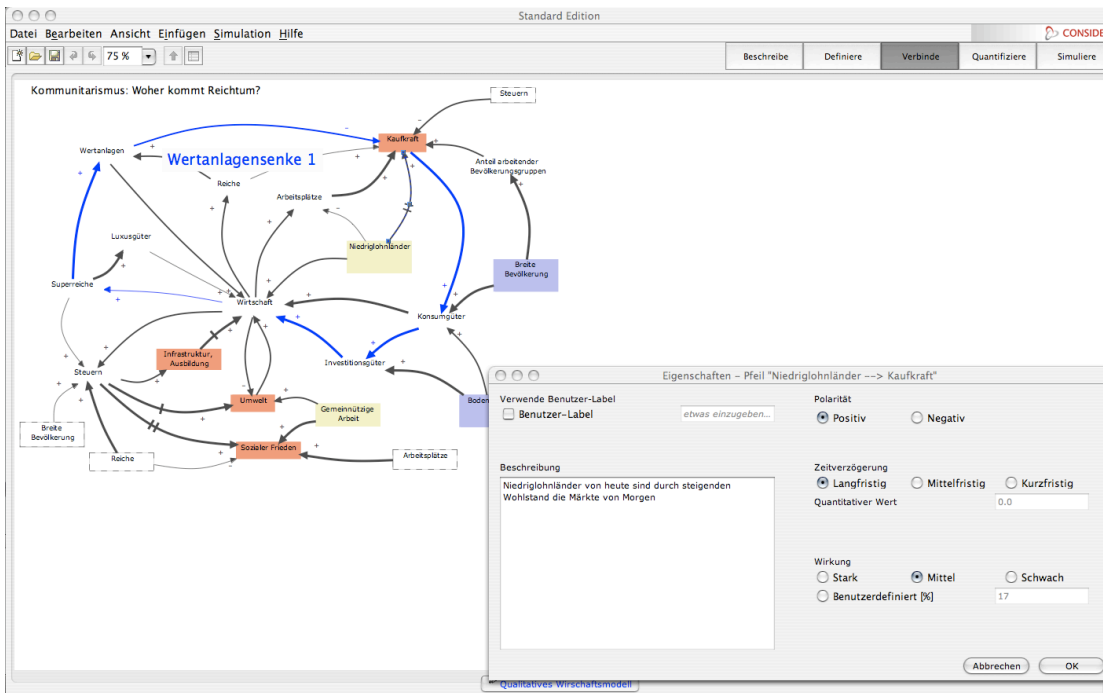 Standard Edition
Datei Bearbeiten Ansicht Einfügen Simulation Hilfe
CONSIDE
75 %
Beschreibe Definiere Verbinde Quantifiziere Simuliere
Kommunitarismus: Woher kommt Reichtum?
Steuern
Kaufkraft
Wertanlagen
Wertanlagensenke 1
Anteil arbeitender
Bevölkerungsgruppen
Reiche
Arbeitsplätze
Luxusgüter
Niedriglohnländer
Breite
Bevölkerung
Superreiche
Wirtschaft
Konsumgüter
Infrastruktur,
Ausbildung
Investitionsgüter
Steuern
Umwelt
Gemeinnützige
Arbeit
Boden
Breite
Bevölkerung
Sozialer Frieden
Reiche
Arbeitsplätze
Eigenschaften - Pfeil "Niedriglohnländer --> Kaufkraft"
Verwende Benutzer-Label
Benutzer-Label
etwas einzugeben...
Polarität
Positiv Negativ
Beschreibung
Niedriglohnländer von heute sind durch steigenden
Wohlstand die Märkte von Morgen
Zeitverzögerung
Langfristig Mittelfristig Kurzfristig
Quantitativer Wert 0.0
Wirkung
Stark Mittel Schwach
Benutzerdefiniert [%] 17
Abbrechen OK
Qualitatives Wirschaftsmodell